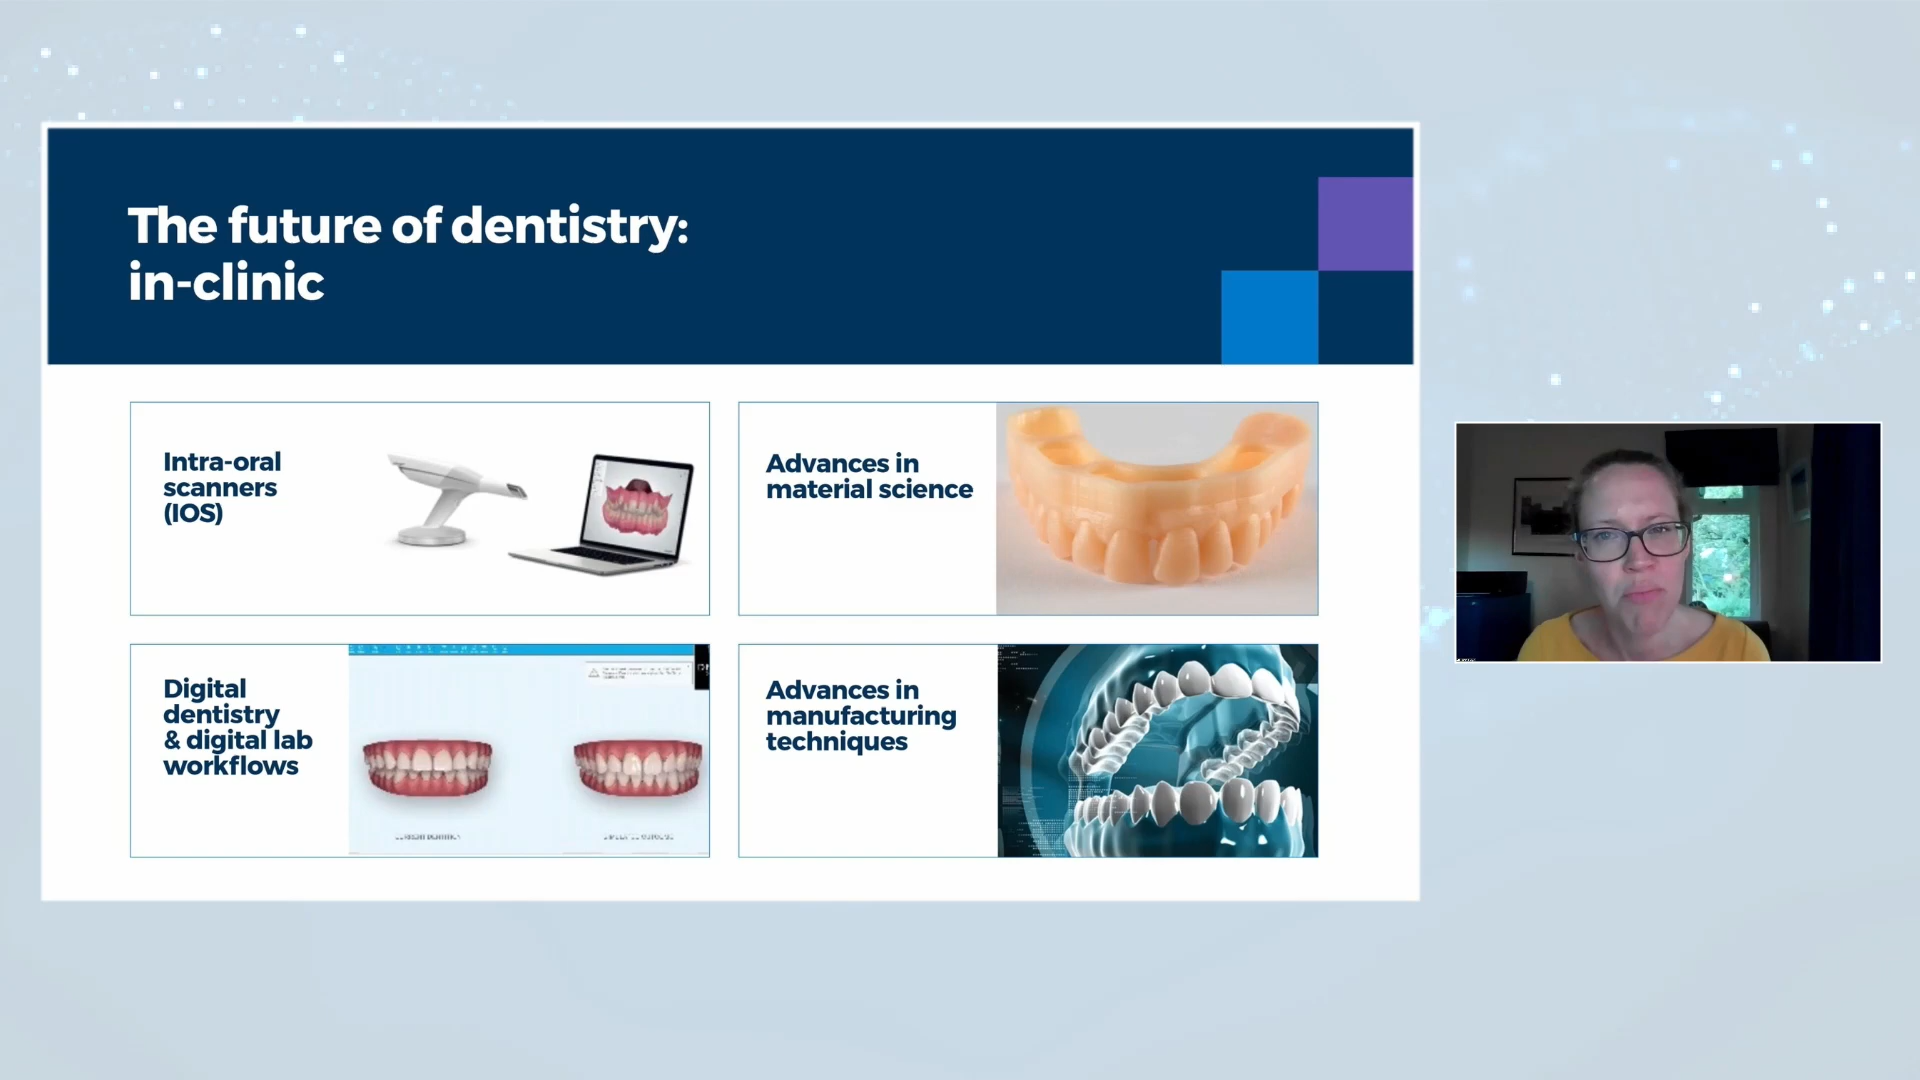 The future of dentistry:
in-clinic
Intra-oral
scanners
(IOS)
Advances in
material science
Digital
dentistry
& digital lab
workflows
Advances in
manufacturing
techniques